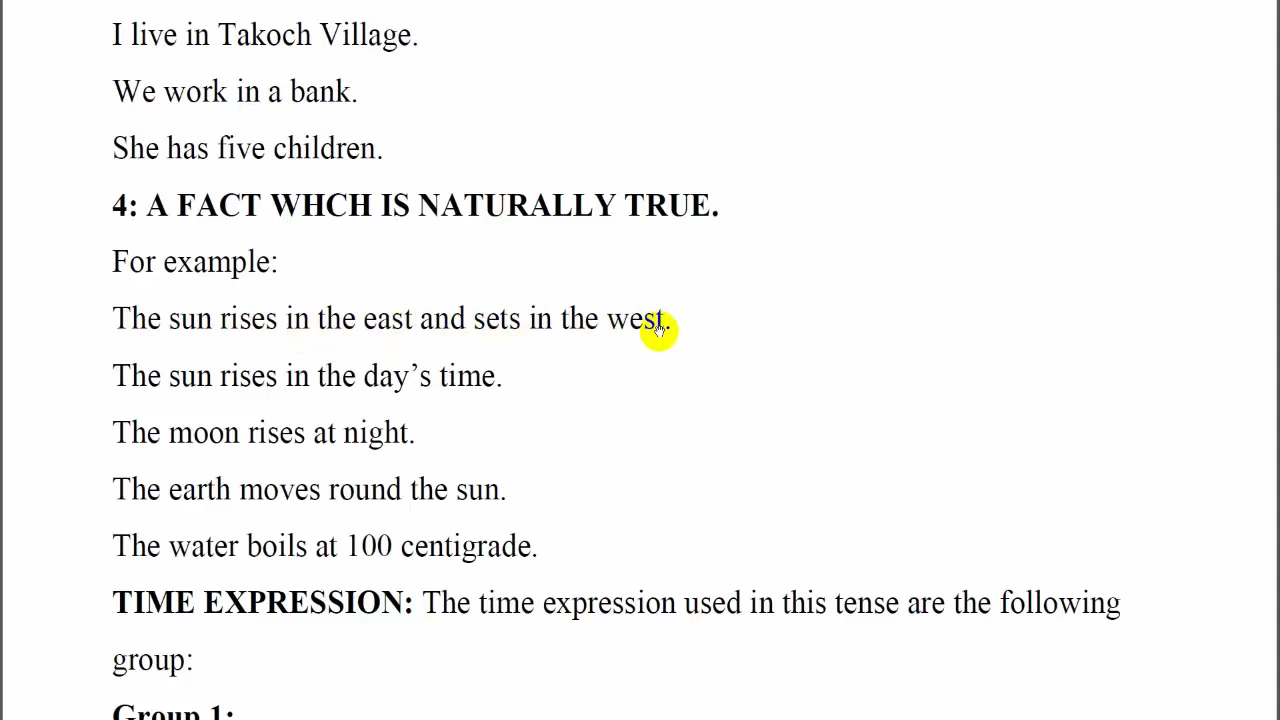 I live in Takoch Village.
We work in a bank.
She has five children.
4: A FACT WHCH IS NATURALLY TRUE.
For example:
The sun rises in the east and sets in the west.
The sun rises in the day’s time.
The moon rises at night.
The earth moves round the sun.
The water boils at 100 centigrade.
TIME EXPRESSION: The time expression used in this tense are the following
group:
Group 1: